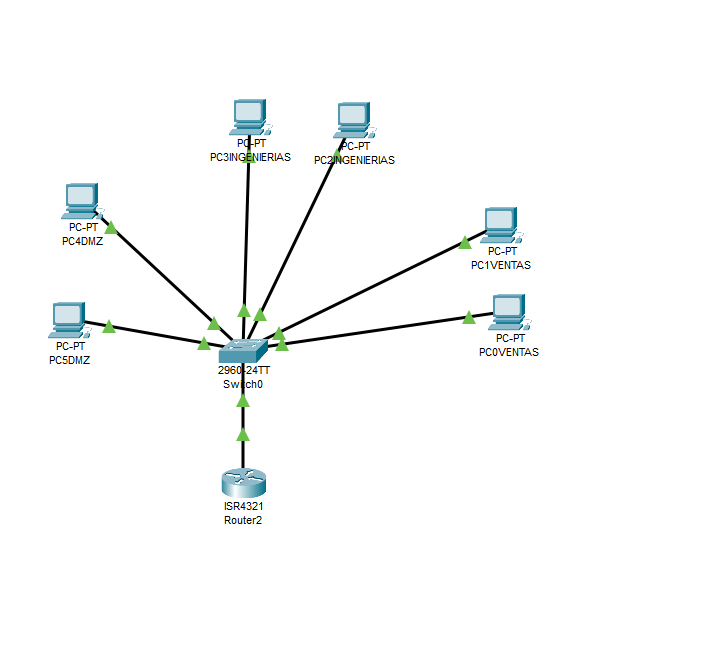 PC-PT
PC3INGENIERIAS
PC-PT
PC2INGENIERIAS
PC-PT
PC4DMZ
PC-PT
PC1VENTAS
PC-PT
PC5DMZ
PC-PT
PC0VENTAS
2960-24TT
Switch0
ISR4321
Router2